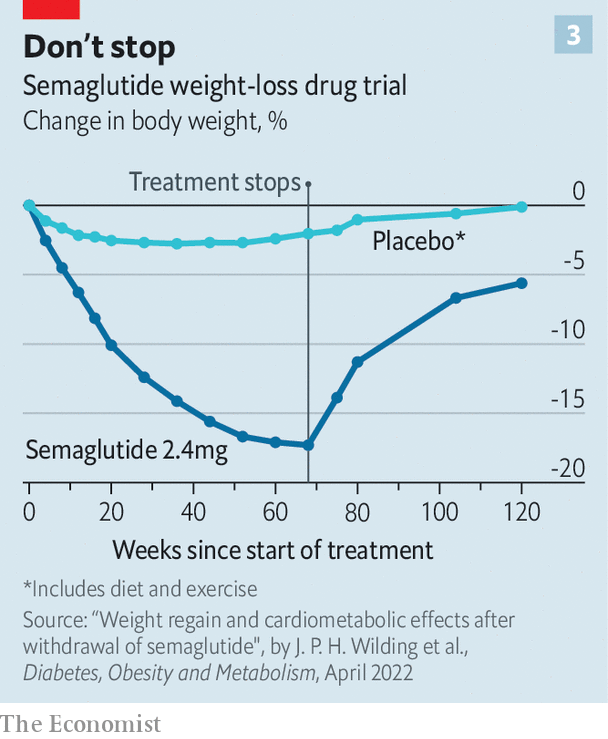 3
Don't stop
Semaglutide weight-loss drug trial
Change in body weight, %
Treatment stops
0
Placebo*
-5
-10
-15
Semaglutide 2.4mg
-20
0 20 40 60 80 100 120
Weeks since start of treatment
*Includes diet and exercise
Source: “Weight regain and cardiometabolic effects after
withdrawal of semaglutide", by J. P. H. Wilding et al.,
Diabetes, Obesity and Metabolism, April 2022
The Economist